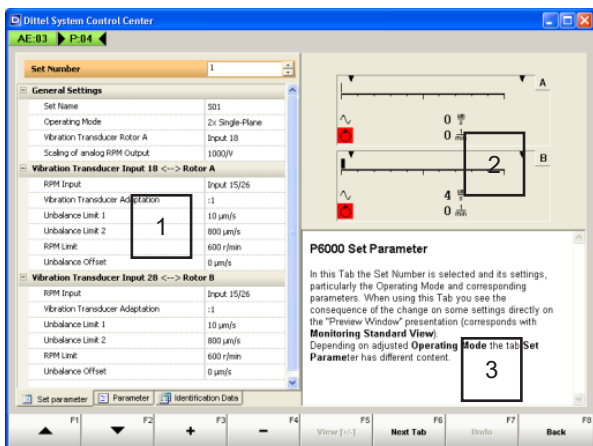 Dittel System Control Center
AE:03 P:04
Set Number 1
General Settings
Set Name S01
Operating Mode 2x Single-Plane
Vibration Transducer Rotor A Input 18
Scaling of analog RPM Output 1000/V
Vibration Transducer Input 18 <--> Rotor A
RPM Input Input 15/26
Vibration Transducer Adaptation :1
Unbalance Limit 1 10 µm/s
Unbalance Limit 2 800 µm/s
RPM Limit 600 r/min
Unbalance Offset 0 µm/s
Vibration Transducer Input 28 <--> Rotor B
RPM Input Input 15/26
Vibration Transducer Adaptation :1
Unbalance Limit 1 10 µm/s
Unbalance Limit 2 800 µm/s
RPM Limit 600 r/min
Unbalance Offset 0 µm/s
1
Set parameter Parameter Identification Data
A
0 µm/s
0 1/min
B
4 µm/s
0 1/min
2
P6000 Set Parameter
In this Tab the Set Number is selected and its settings,
particularly the Operating Mode and corresponding
parameters. When using this Tab you see the
consequence of the change on some settings directly on
the "Preview Window" presentation (corresponds with
Monitoring Standard View).
Depending on adjusted Operating Mode the tab Set
Parameter has different content.
3
F1 F2 F3 F4 F5 F6 F7 F8
+ - View [+/-] Next Tab Undo Back